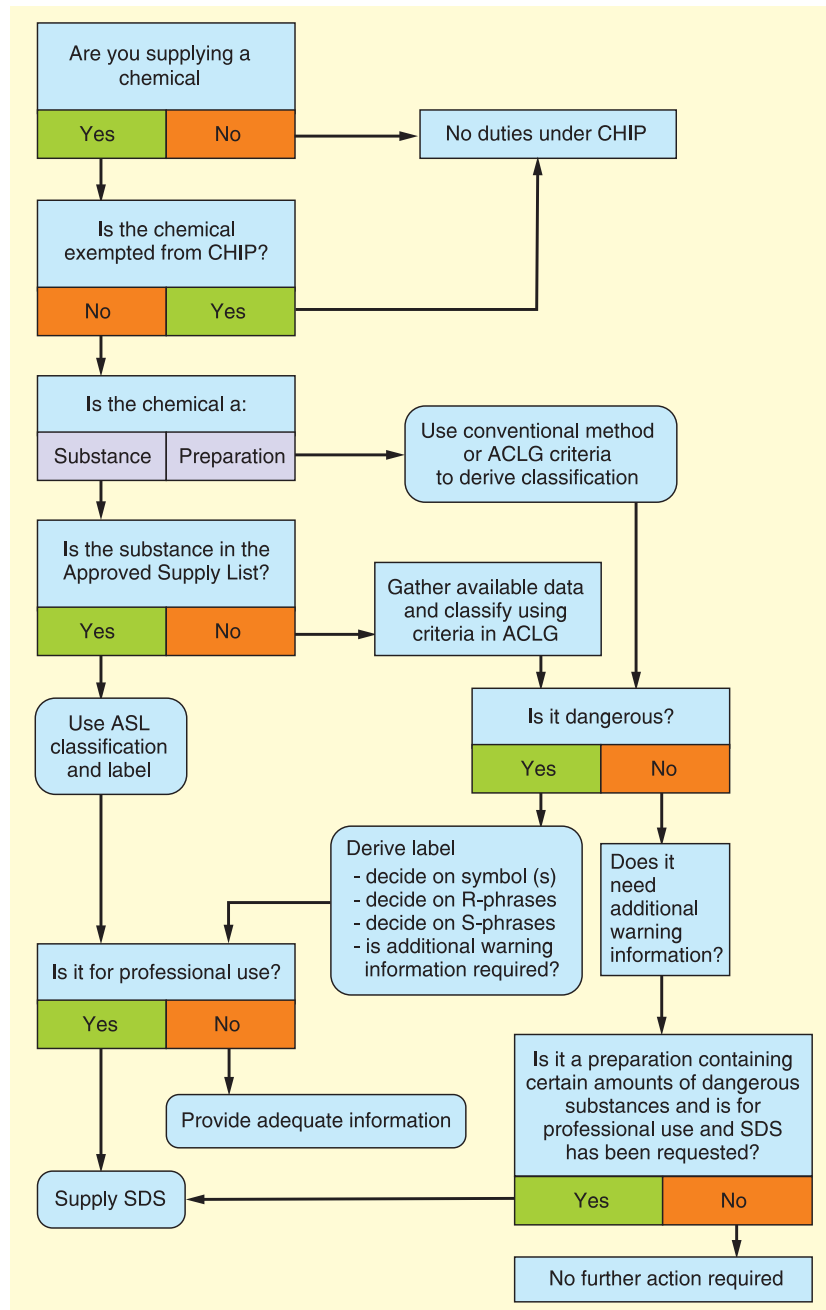 Are you supplying a
chemical
Yes
No
No duties under CHIP
Is the chemical
exempted from CHIP?
No
Yes
Is the chemical a:
Substance
Preparation
Use conventional method
or ACLG criteria
to derive classification
Is the substance in the
Approved Supply List?
Yes
No
Gather available data
and classify using
criteria in ACLG
Use ASL
classification
and label
Is it dangerous?
Yes
No
Derive label
- decide on symbol (s)
- decide on R-phrases
- decide on S-phrases
- is additional warning
information required?
Does it
need
additional
warning
information?
Is it for professional use?
Yes
No
Provide adequate information
Is it a preparation containing
certain amounts of dangerous
substances and is for
professional use and SDS
has been requested?
Yes
No
Supply SDS
No further action required